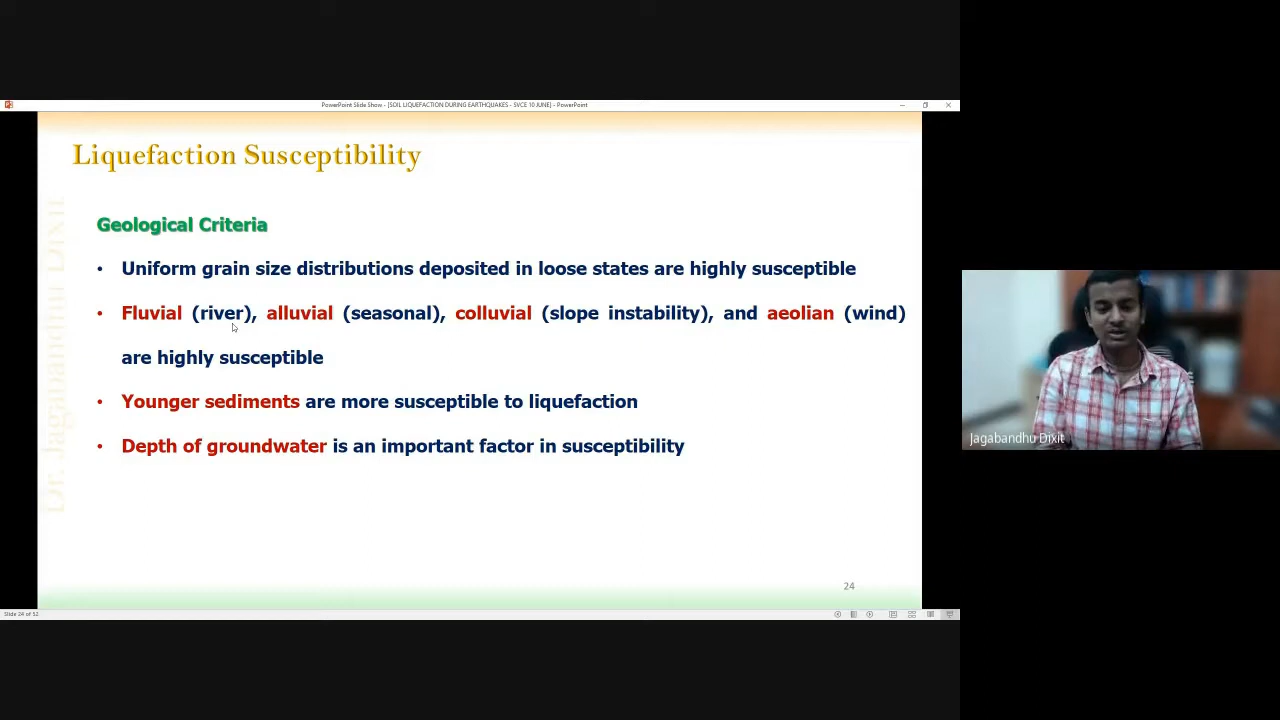 PowerPoint Slide Show - [SOIL LIQUEFACTION DURING EARTHQUAKES - SVCE 10 JUNE] - PowerPoint
Liquefaction Susceptibility
Dr. Jagabandhu Dixit
Geological Criteria
• Uniform grain size distributions deposited in loose states are highly susceptible
• Fluvial (river), alluvial (seasonal), colluvial (slope instability), and aeolian (wind)
are highly susceptible
• Younger sediments are more susceptible to liquefaction
• Depth of groundwater is an important factor in susceptibility
24
Slide 24 of 52
Jagabandhu Dixit